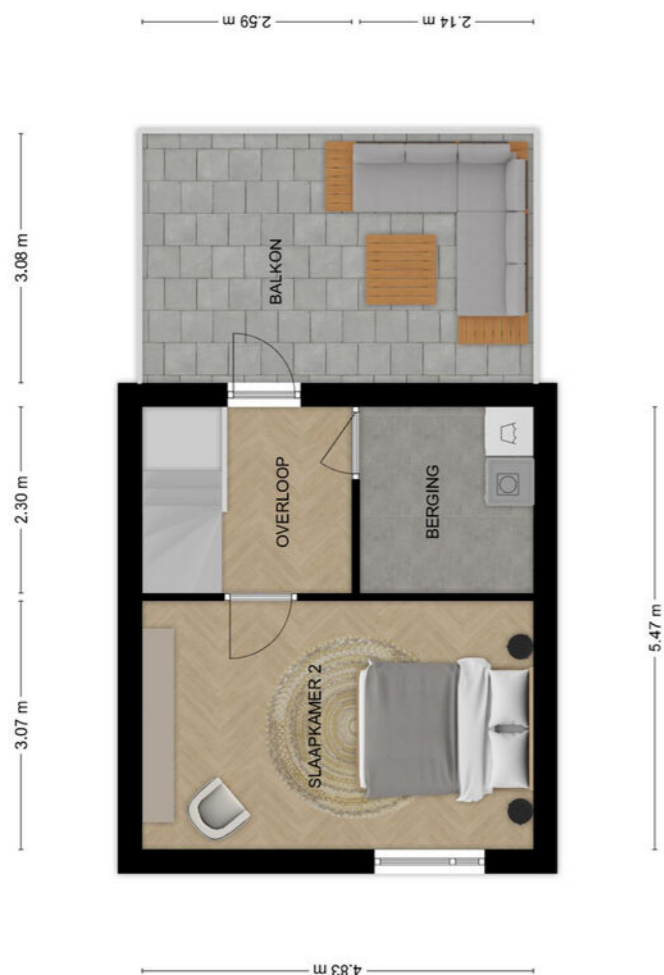 2.59 m
2.14 m
3.08 m
BALKON
2.30 m
OVERLOOP
BERGING
5.47 m
3.07 m
SLAAPKAMER 2
4.83 m